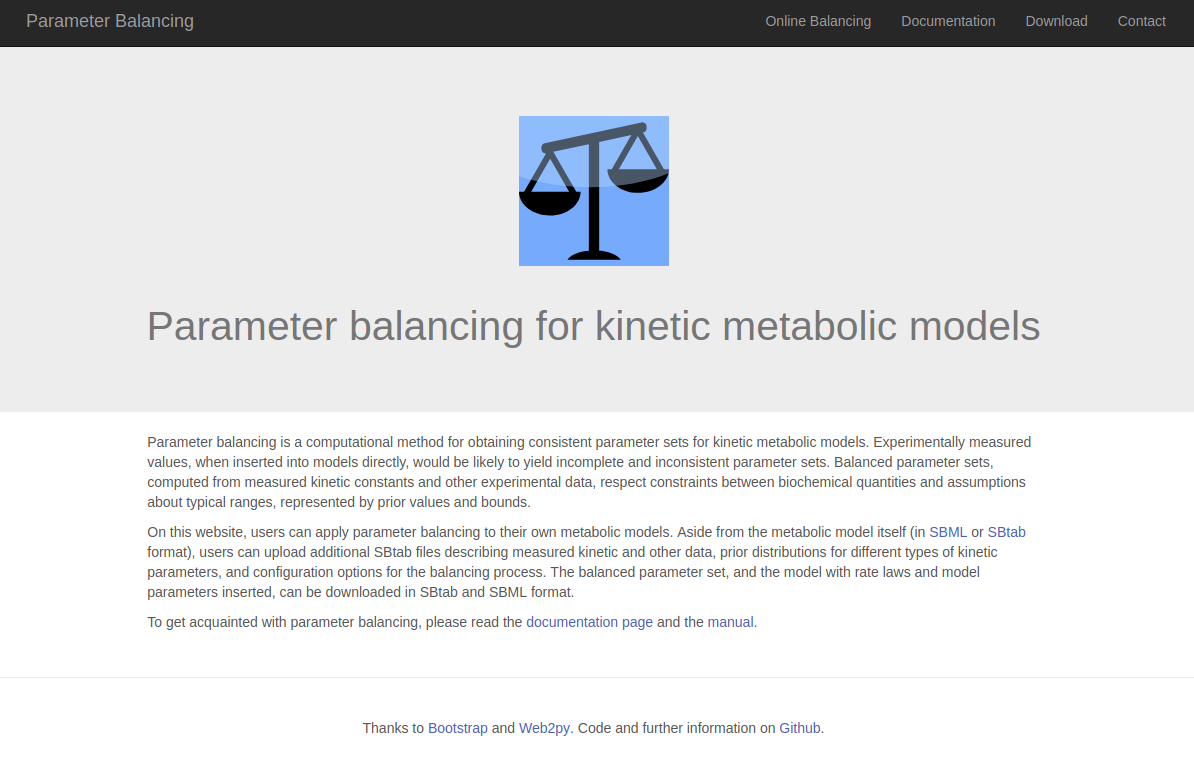 Parameter Balancing
Online Balancing
Documentation
Download
Contact
Parameter balancing for kinetic metabolic models
Parameter balancing is a computational method for obtaining consistent parameter sets for kinetic metabolic models. Experimentally measured
values, when inserted into models directly, would be likely to yield incomplete and inconsistent parameter sets. Balanced parameter sets,
computed from measured kinetic constants and other experimental data, respect constraints between biochemical quantities and assumptions
about typical ranges, represented by prior values and bounds.
On this website, users can apply parameter balancing to their own metabolic models. Aside from the metabolic model itself (in SBML or SBtab
format), users can upload additional SBtab files describing measured kinetic and other data, prior distributions for different types of kinetic
parameters, and configuration options for the balancing process. The balanced parameter set, and the model with rate laws and model
parameters inserted, can be downloaded in SBtab and SBML format.
To get acquainted with parameter balancing, please read the documentation page and the manual.
Thanks to Bootstrap and Web2py. Code and further information on Github.